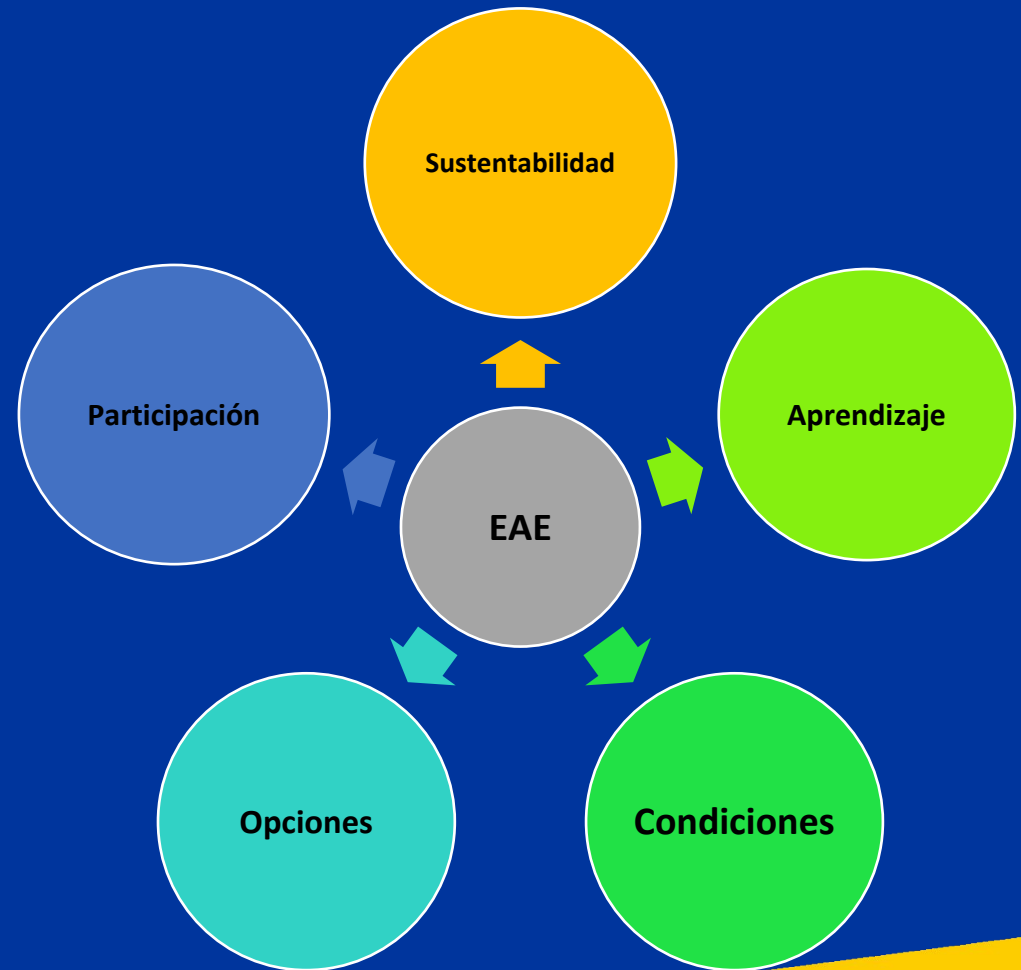 Sustentabilidad
Participación
Aprendizaje
EAE
Opciones
Condiciones